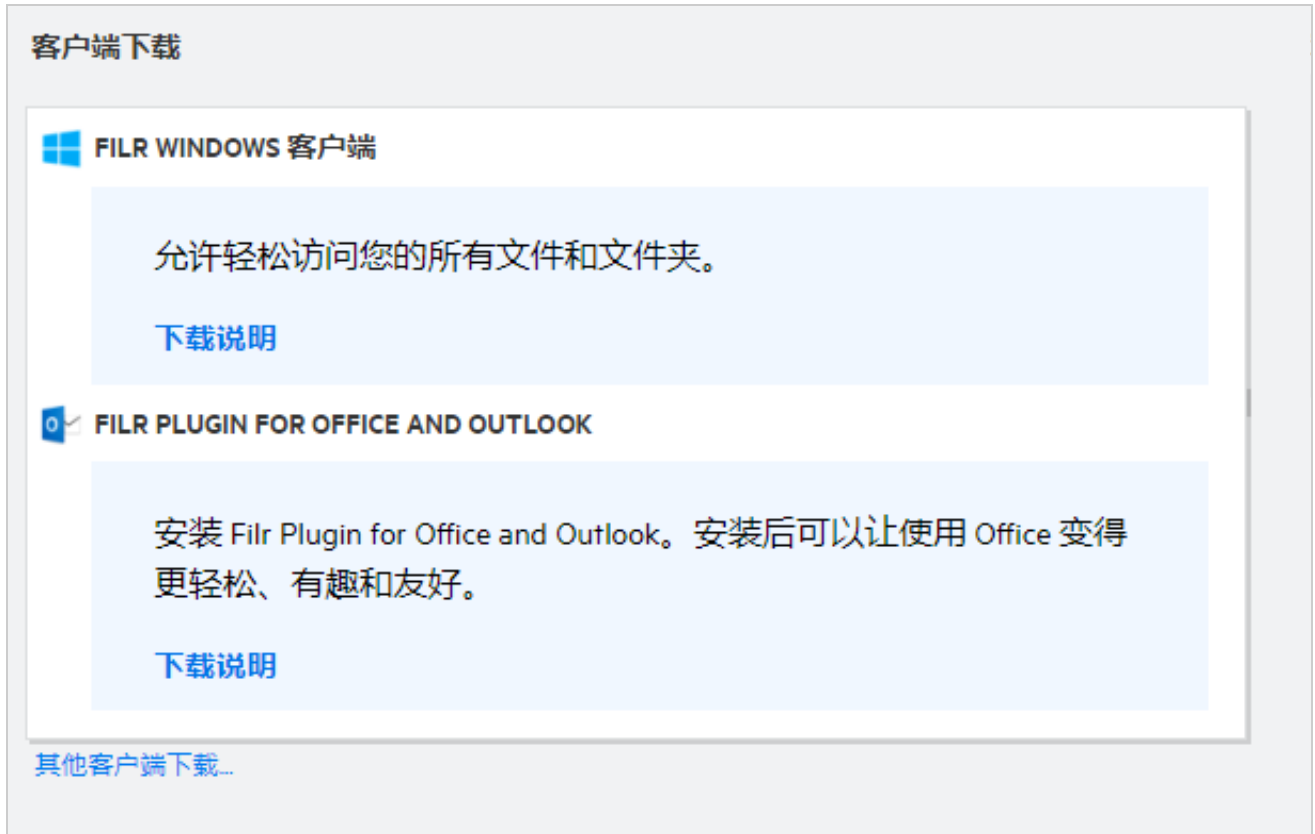 客户端下载
FILR WINDOWS 客户端
允许轻松访问您的所有文件和文件夹。
下载说明
FILR PLUGIN FOR OFFICE AND OUTLOOK
安装 Filr Plugin for Office and Outlook。安装后可以让使用 Office 变得
更轻松、有趣和友好。
下载说明
其他客户端下载...